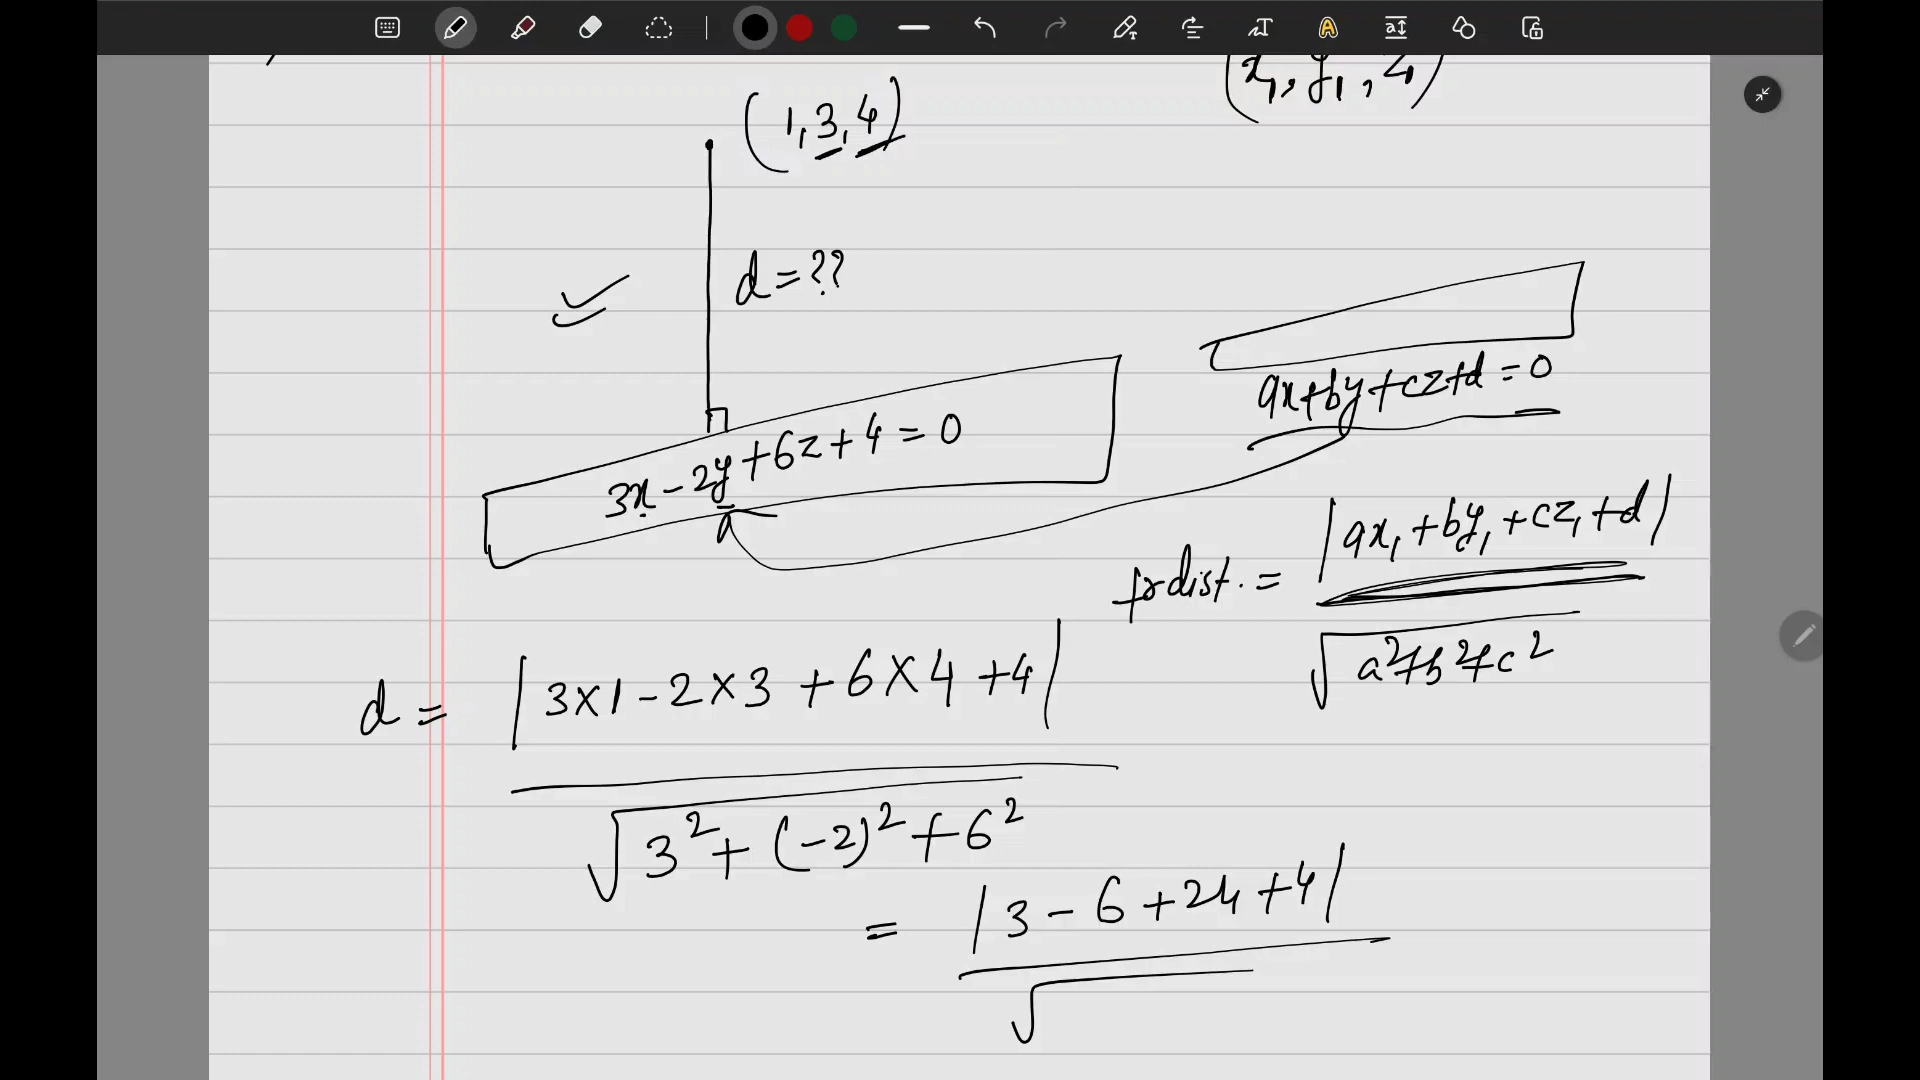 (x₁, y₁, z₁)
(1, 3, 4)
d = ??
ax+by+cz+d = 0
3x - 2y + 6z + 4 = 0
|ax₁ + by₁ + cz₁ + d|
dist. =
√a²+b²+c²
d = |3×1 - 2×3 + 6×4 + 4|
√3² + (-2)² + 6²
= |3 - 6 + 24 + 4|
√